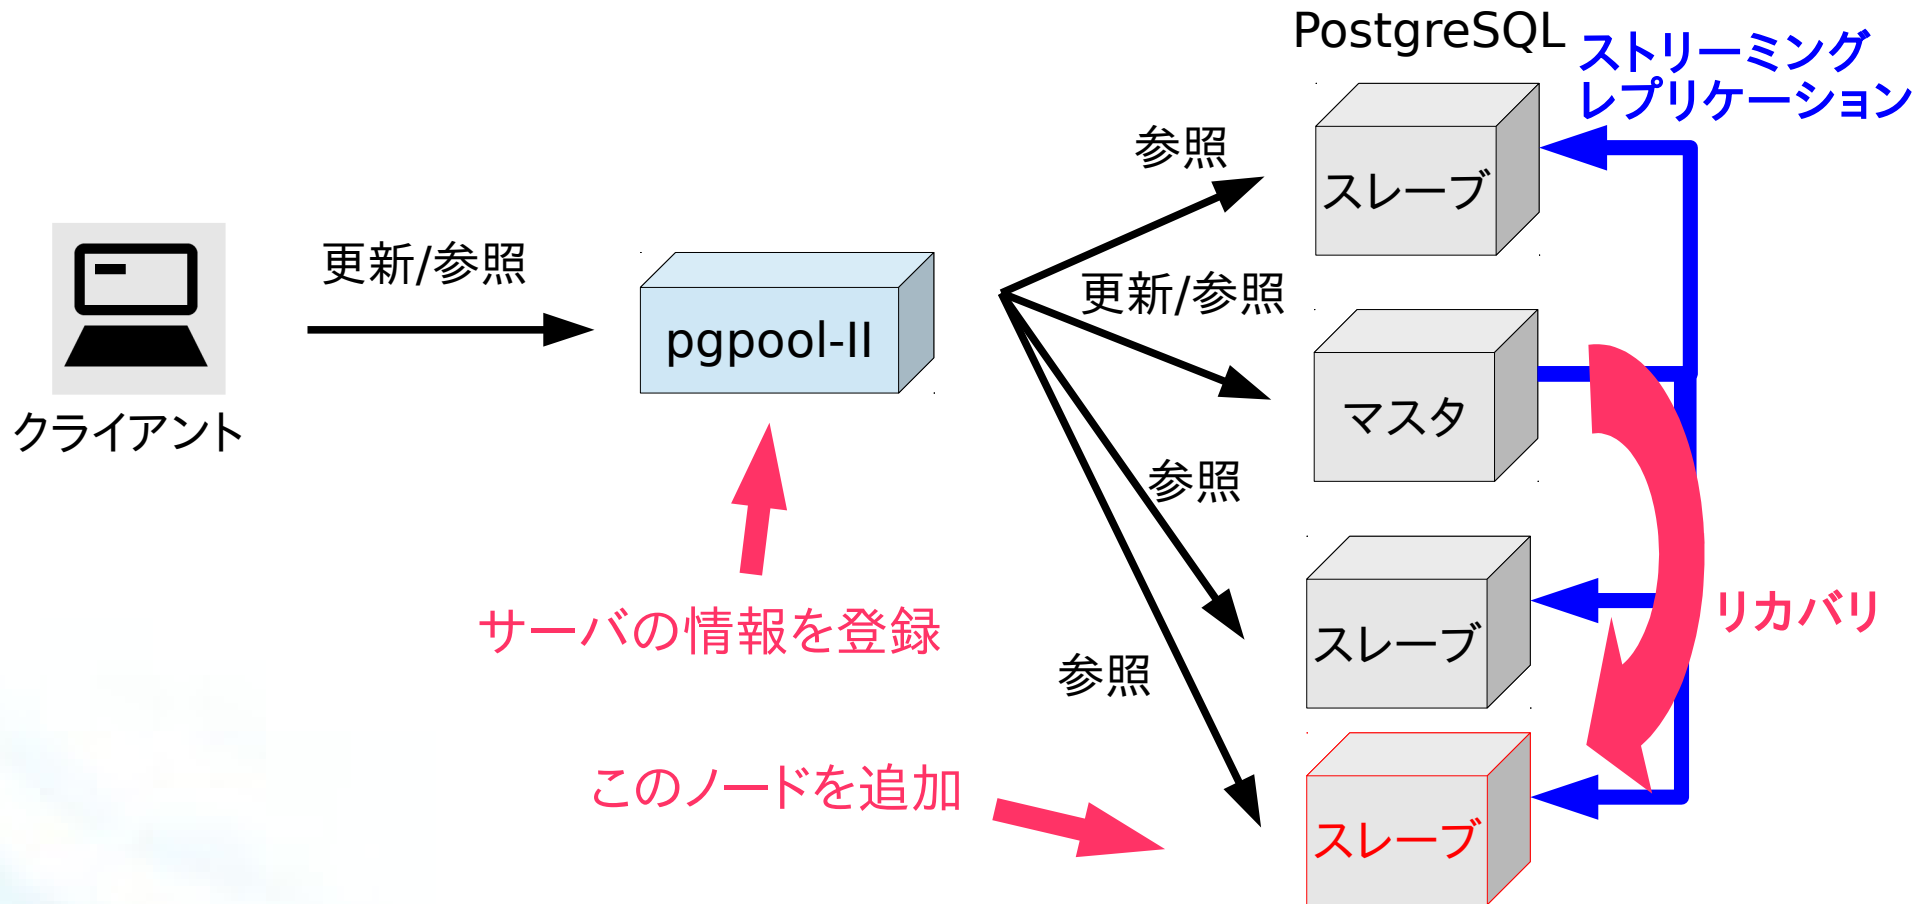 PostgreSQL
ストリーミング
レプリケーション
参照
スレーブ
更新/参照
更新/参照
pgpool-II
マスタ
クライアント
参照
サーバの情報を登録
リカバリ
スレーブ
参照
このノードを追加
スレーブ